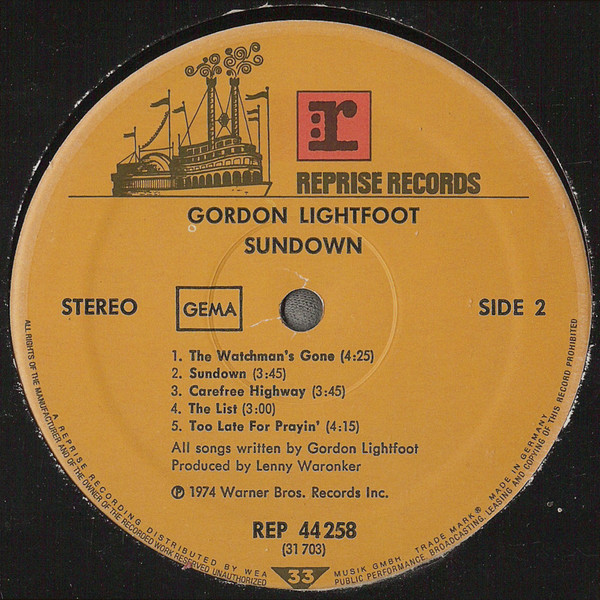 r
REPRISE RECORDS
GORDON LIGHTFOOT
SUNDOWN
STEREO
GEMA
SIDE 2
1. The Watchman's Gone (4:25)
2. Sundown (3:45)
3. Carefree Highway (3:45)
4. The List (3:00)
5. Too Late For Prayin' (4:15)
All songs written by Gordon Lightfoot
Produced by Lenny Waronker
℗ 1974 Warner Bros. Records Inc.
REP 44 258
(31 703)
33
ALL RIGHTS OF THE MANUFACTURER AND OF THE OWNER OF THE RECORDED WORK RESERVED UNAUTHORIZED PUBLIC PERFORMANCE BROADCASTING, LEASING AND COPYING OF THIS RECORD PROHIBITED
A REPRISE RECORDING DISTRIBUTED BY WEA MUSIK GMBH TRADE MARK® MADE IN GERMANY